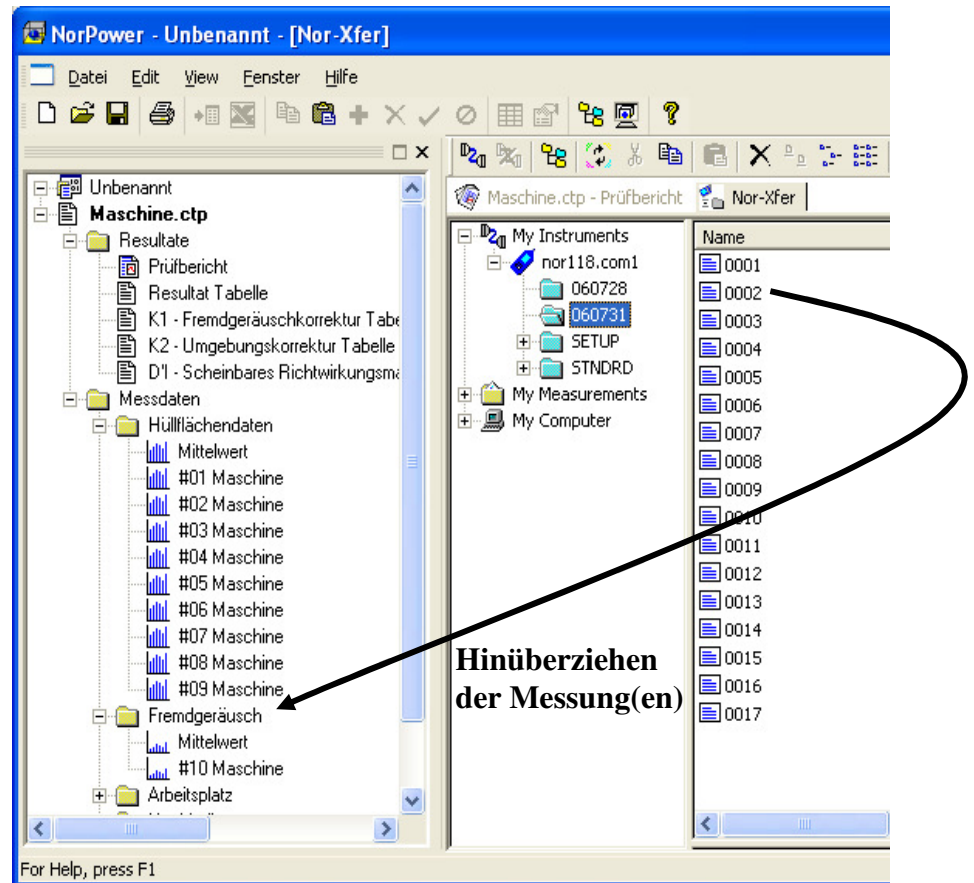 NorPower - Unbenannt - [Nor-Xfer]
Datei Edit View Fenster Hilfe
Unbenannt
Maschine.ctp
Resultate
Prüfbericht
Resultat Tabelle
K1 - Fremdgeräuschkorrektur Tabe
K2 - Umgebungskorrektur Tabelle
D'I - Scheinbares Richtwirkungsma
Messdaten
Hüllflächendaten
Mittelwert
#01 Maschine
#02 Maschine
#03 Maschine
#04 Maschine
#05 Maschine
#06 Maschine
#07 Maschine
#08 Maschine
#09 Maschine
Fremdgeräusch
Mittelwert
#10 Maschine
Arbeitsplatz
Maschine.ctp - Prüfbericht
Nor-Xfer
My Instruments
nor118.com1
060728
060731
SETUP
STNDRD
My Measurements
My Computer
Name
0001
0002
0003
0004
0005
0006
0007
0008
0009
0010
0011
0012
0013
0014
0015
0016
0017
Hinüberziehen
der Messung(en)
For Help, press F1